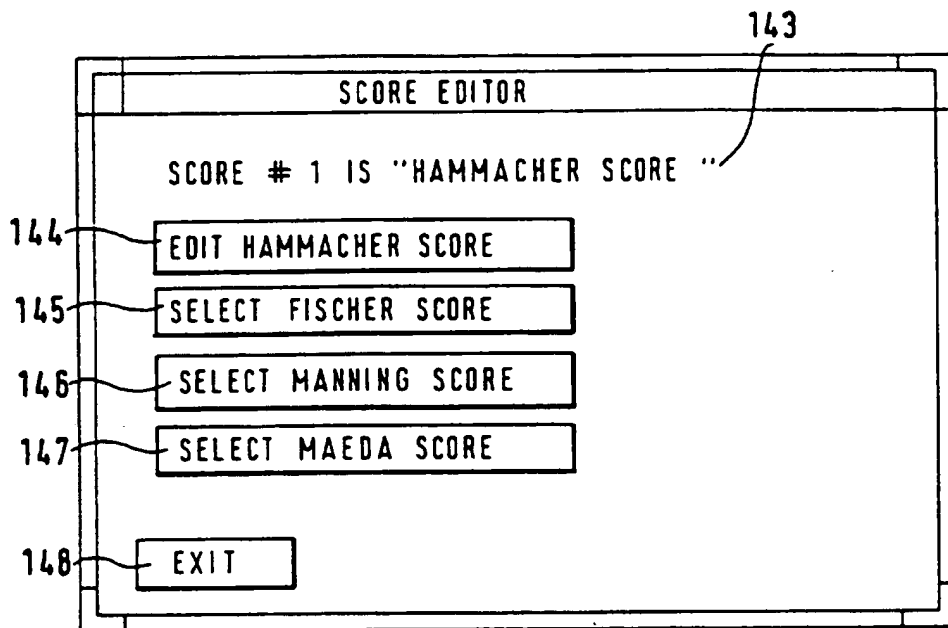 143
SCORE EDITOR
SCORE # 1 IS "HAMMACHER SCORE "
144 EDIT HAMMACHER SCORE
145 SELECT FISCHER SCORE
146 SELECT MANNING SCORE
147 SELECT MAEDA SCORE
148 EXIT